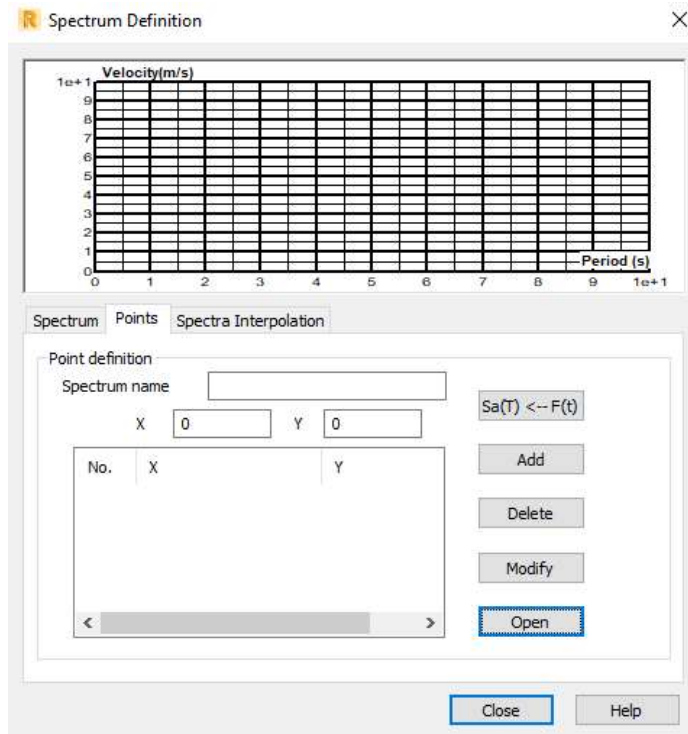 R Spectrum Definition
Velocity(m/s)
1e+1
9
8
7
6
5
4
3
2
1
0
Period (s)
0 1 2 3 4 5 6 7 8 9 1e+1
Spectrum Points Spectra Interpolation
Point definition
Spectrum name
Sa(T) <-- F(t)
X 0 Y 0
No. X Y
Add
Delete
Modify
Open
Close Help